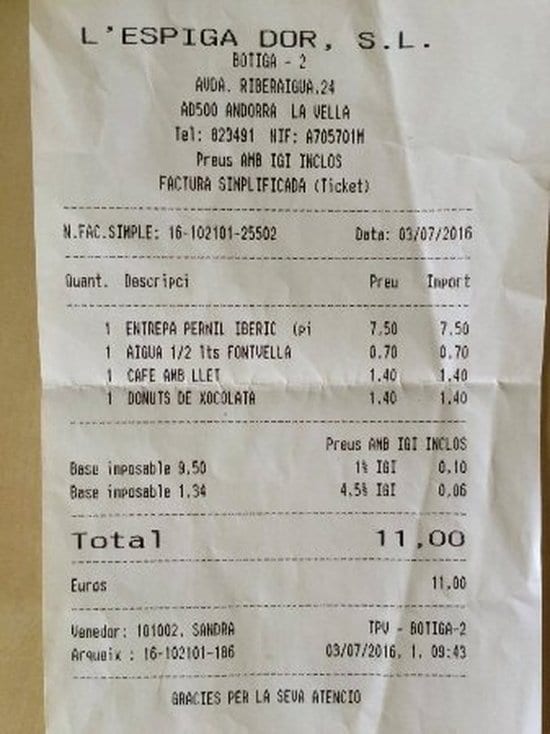 L'ESPIGA DOR, S.L.
BOTIGA - 2
AVDA. RIBERAIGUA,24
AD500 ANDORRA LA VELLA
Tel: 823491 NIF: A705701M
Preus AMB IGI INCLOS
FACTURA SIMPLIFICADA (Ticket)
N.FAC.SIMPLE: 16-102101-25502 Data: 03/07/2016
Quant. Descripci Preu Import
1 ENTREPA PERNIL IBERIC (pi 7,50 7,50
1 AIGUA 1/2 lts FONTVELLA 0,70 0,70
1 CAFE AMB LLET 1,40 1,40
1 DONUTS DE XOCOLATA 1,40 1,40
Preus AMB IGI INCLOS
Base imposable 9,50 1% IGI 0,10
Base imposable 1,34 4,5% IGI 0,06
Total 11,00
Euros 11,00
Venedor: 101002, SANDRA TPV - BOTIGA-2
Arqueix : 16-102101-186 03/07/2016, 1, 09:43
GRACIES PER LA SEVA ATENCIO